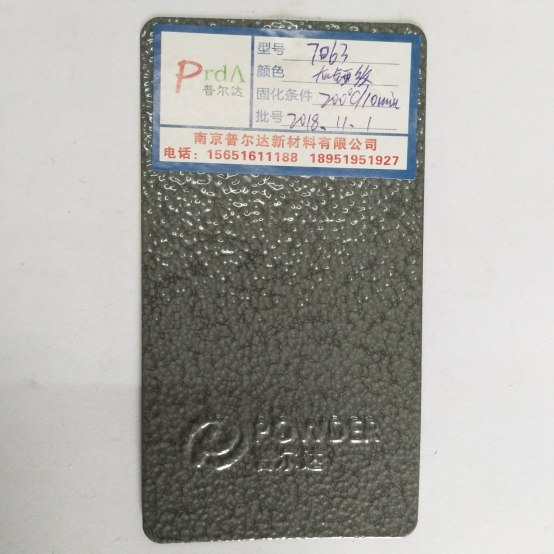 PrdA
普尔达
型号 7063
颜色
固化条件 200℃/10min
批号 2018.11.1
南京普尔达新材料有限公司
电话：15651611188 18951951927
POWDER
普尔达